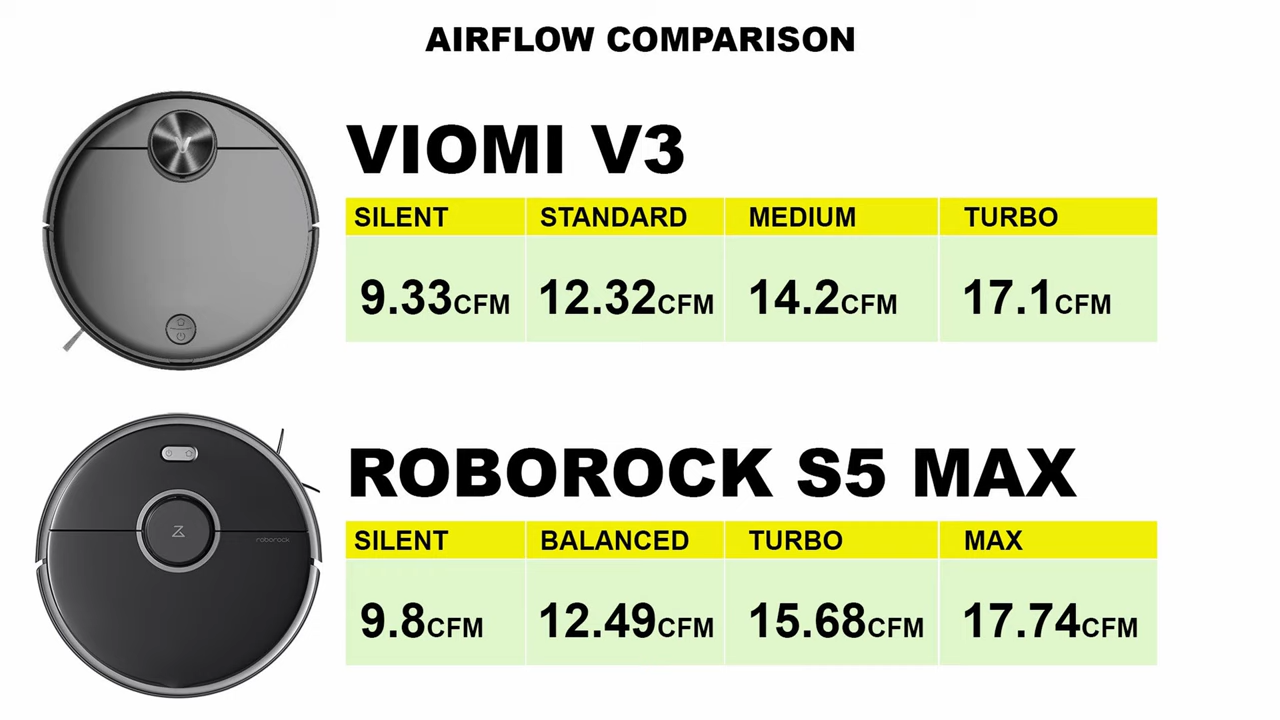 AIRFLOW COMPARISON
VIOMI V3
SILENT STANDARD MEDIUM TURBO
9.33CFM 12.32CFM 14.2CFM 17.1CFM
ROBOROCK S5 MAX
SILENT BALANCED TURBO MAX
9.8CFM 12.49CFM 15.68CFM 17.74CFM
roborock